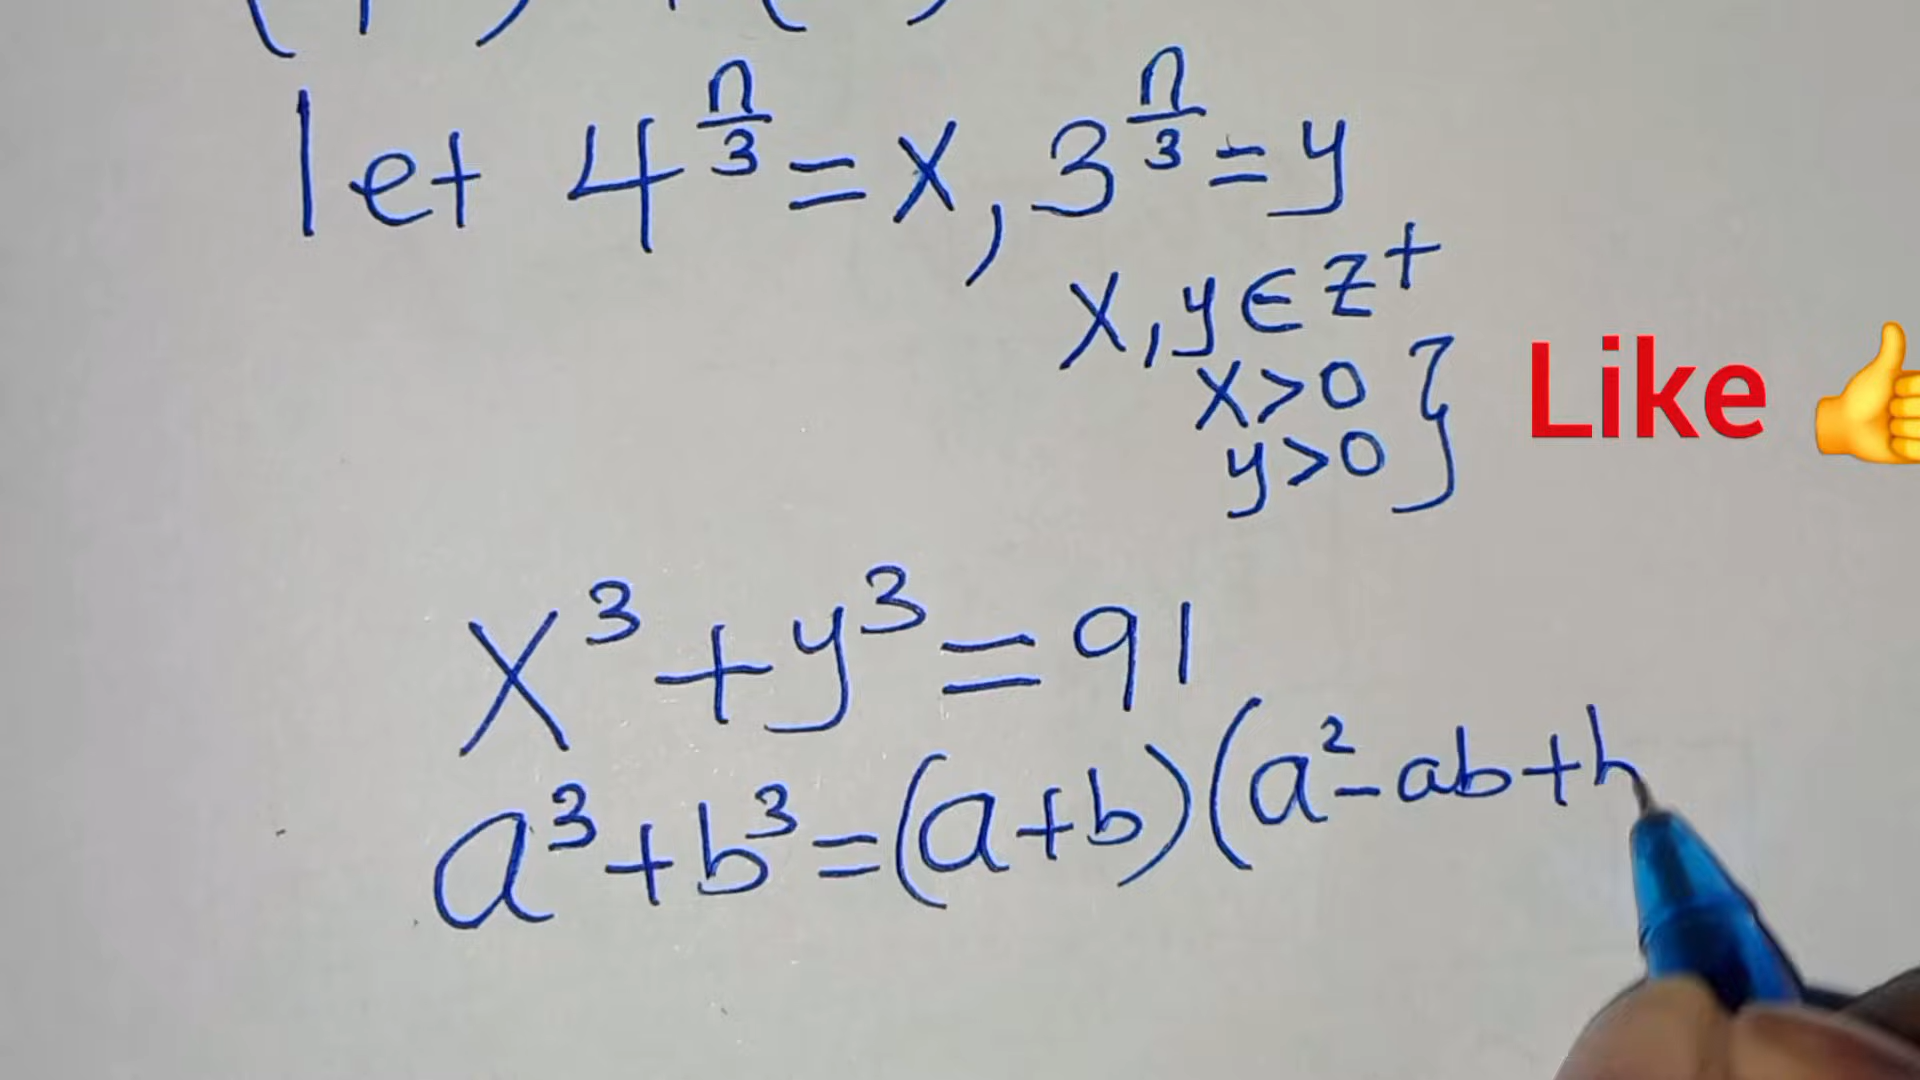 let 4^(n/3) = x, 3^(n/3) = y
x, y ∈ z⁺
x > 0 }
y > 0
Like 👍
x³ + y³ = 91
a³ + b³ = (a + b)(a² - ab + b